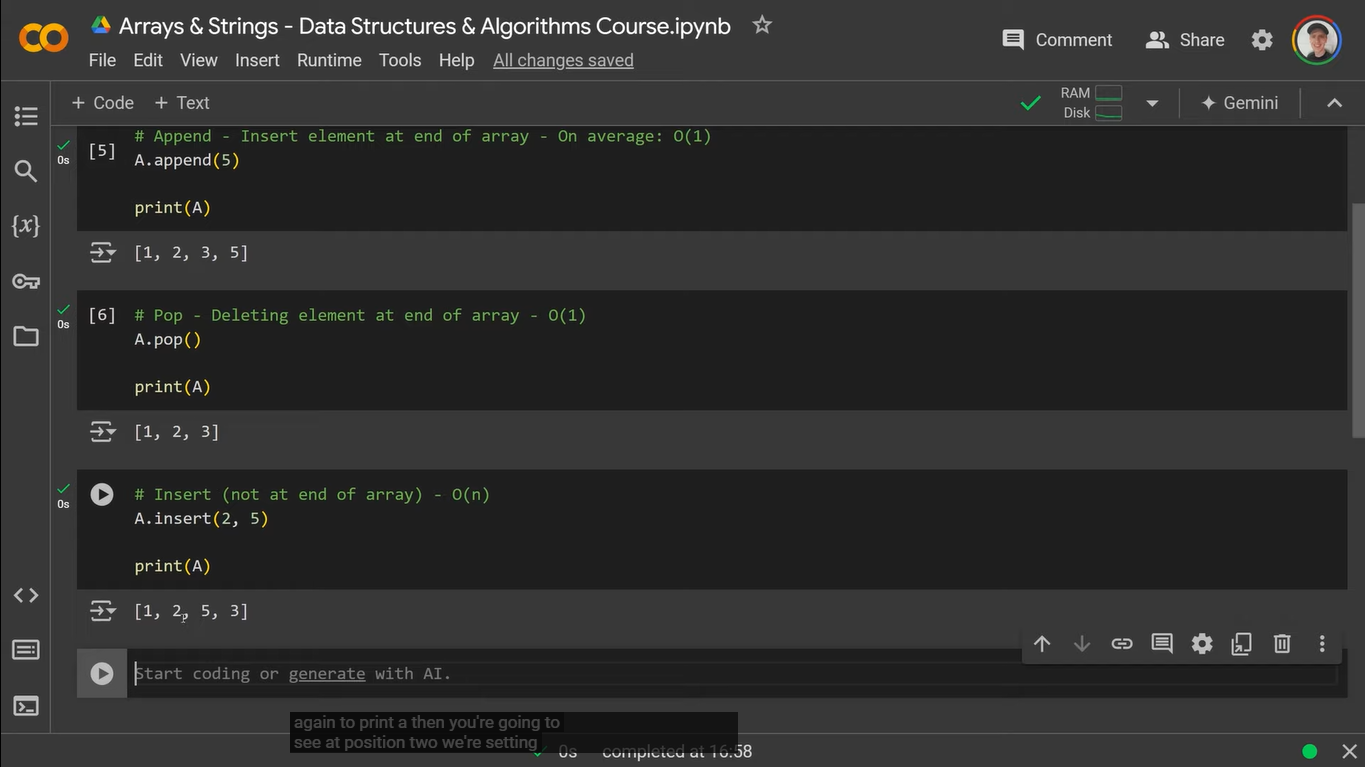 Arrays & Strings - Data Structures & Algorithms Course.ipynb
Comment
Share
File Edit View Insert Runtime Tools Help All changes saved
+ Code + Text
RAM
Disk
Gemini
# Append - Insert element at end of array - On average: O(1)
[5]
0s
A.append(5)
print(A)
[1, 2, 3, 5]
[6] # Pop - Deleting element at end of array - O(1)
0s
A.pop()
print(A)
[1, 2, 3]
# Insert (not at end of array) - O(n)
0s
A.insert(2, 5)
print(A)
[1, 2, 5, 3]
Start coding or generate with AI.
again to print a then you're going to
see at position two we're setting
0s completed at 16:58